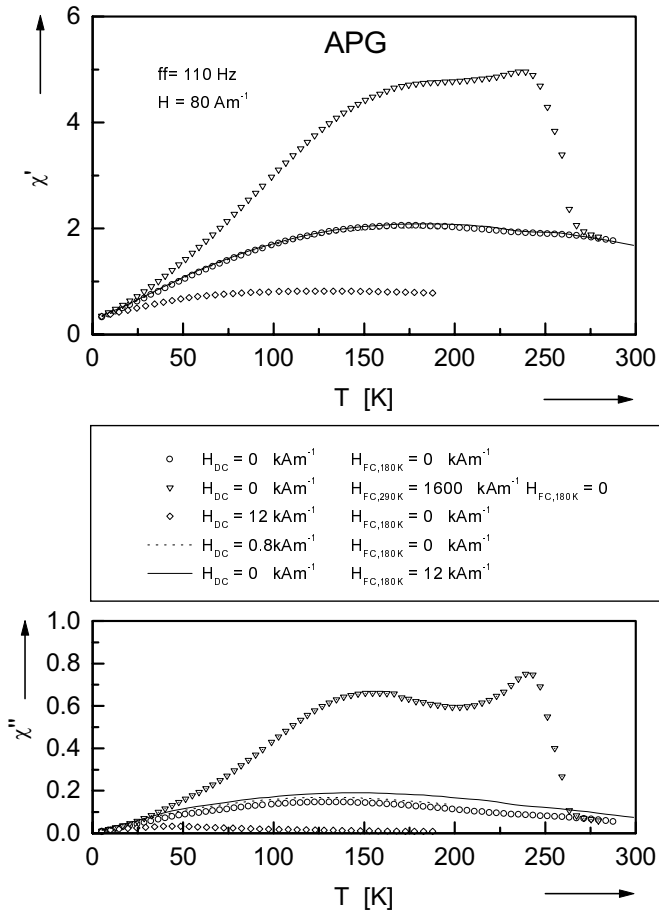 APG
ff= 110 Hz
H = 80 Am-1
χ'
6
4
2
0
0 50 100 150 200 250 300
T [K]
HDC = 0 kAm-1 HFC,180K = 0 kAm-1
HDC = 0 kAm-1 HFC,290K = 1600 kAm-1 HFC,180K = 0
HDC = 12 kAm-1 HFC,180K = 0 kAm-1
HDC = 0.8kAm-1 HFC,180K = 0 kAm-1
HDC = 0 kAm-1 HFC,180K = 12 kAm-1
χ"
1.0
0.8
0.6
0.4
0.2
0.0
0 50 100 150 200 250 300
T [K]